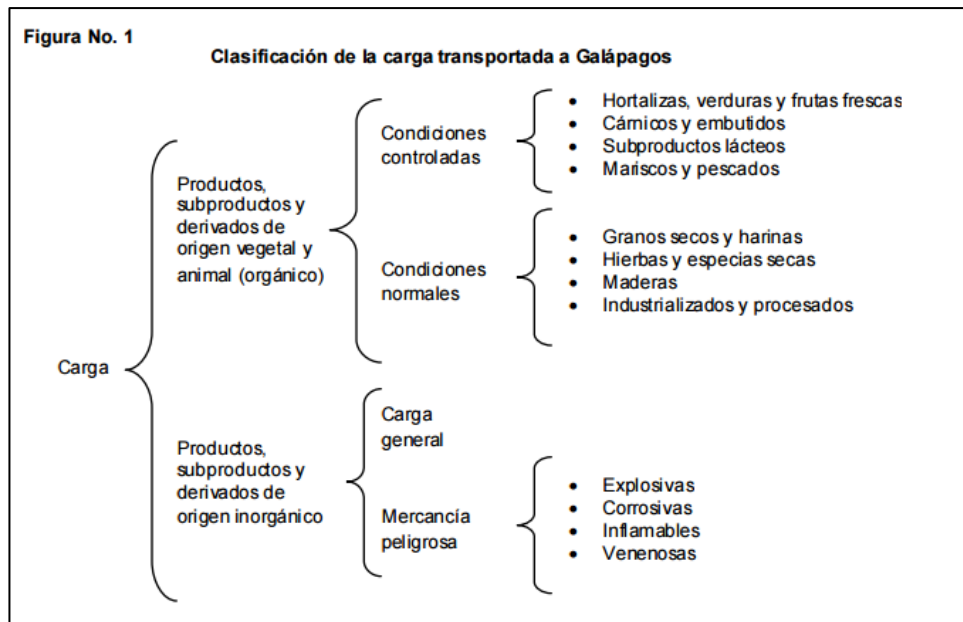 Figura No. 1
Clasificación de la carga transportada a Galápagos
Carga
Productos,
subproductos y
derivados de
origen vegetal y
animal (orgánico)
Condiciones
controladas
• Hortalizas, verduras y frutas frescas
• Cárnicos y embutidos
• Subproductos lácteos
• Mariscos y pescados
Condiciones
normales
• Granos secos y harinas
• Hierbas y especias secas
• Maderas
• Industrializados y procesados
Productos,
subproductos y
derivados de
origen inorgánico
Carga
general
Mercancía
peligrosa
• Explosivas
• Corrosivas
• Inflamables
• Venenosas